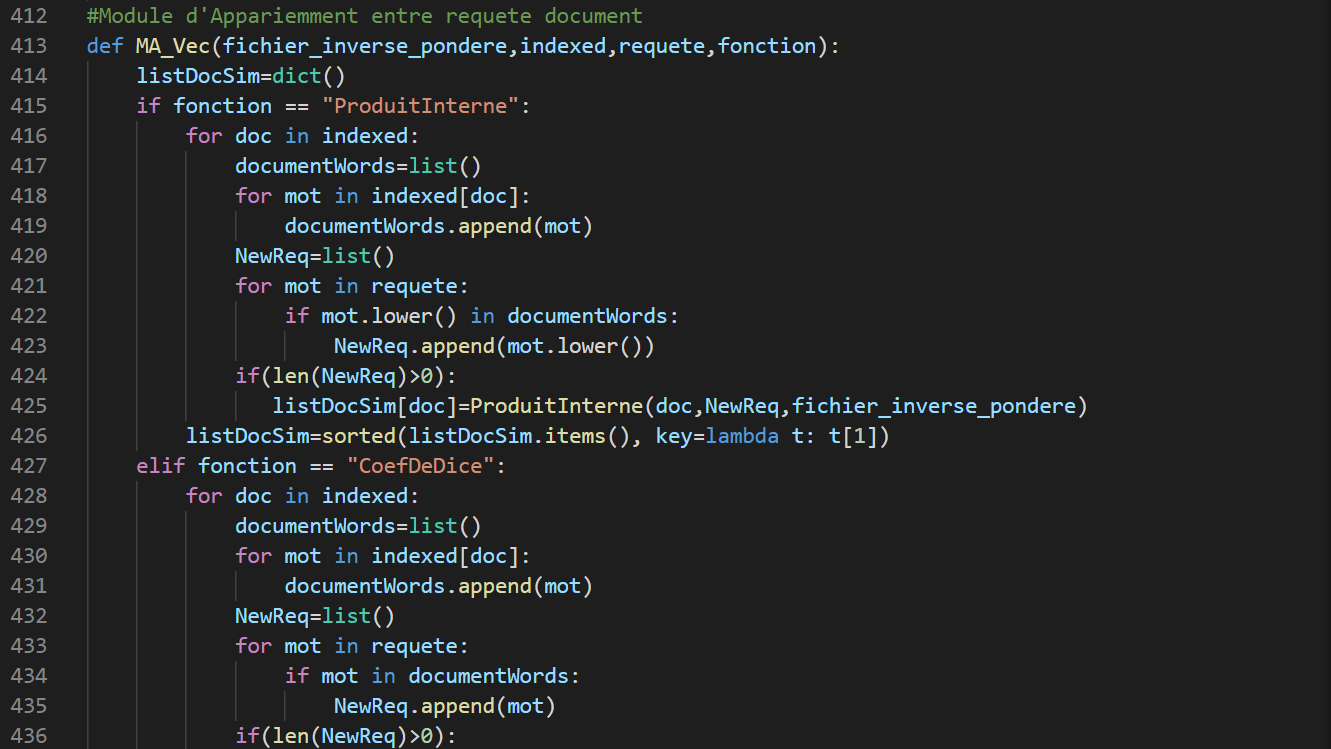 412 #Module d'Appariemment entre requete document
413 def MA_Vec(fichier_inverse_pondere,indexed,requete,fonction):
414     listDocSim=dict()
415     if fonction == "ProduitInterne":
416         for doc in indexed:
417             documentWords=list()
418             for mot in indexed[doc]:
419                 documentWords.append(mot)
420             NewReq=list()
421             for mot in requete:
422                 if mot.lower() in documentWords:
423                     NewReq.append(mot.lower())
424             if(len(NewReq)>0):
425                listDocSim[doc]=ProduitInterne(doc,NewReq,fichier_inverse_pondere)
426         listDocSim=sorted(listDocSim.items(), key=lambda t: t[1])
427     elif fonction == "CoefDeDice":
428         for doc in indexed:
429             documentWords=list()
430             for mot in indexed[doc]:
431                 documentWords.append(mot)
432             NewReq=list()
433             for mot in requete:
434                 if mot in documentWords:
435                     NewReq.append(mot)
436             if(len(NewReq)>0):